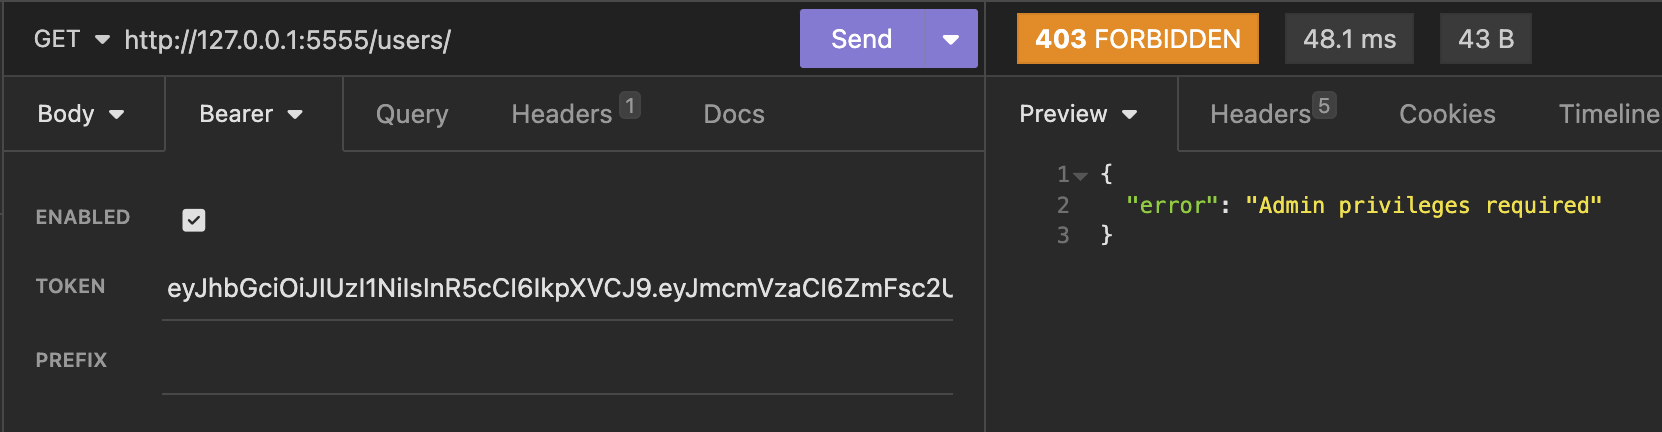 GET http://127.0.0.1:5555/users/ Send
403 FORBIDDEN 48.1 ms 43 B
Body Bearer Query Headers 1 Docs
Preview Headers 5 Cookies Timeline
ENABLED
TOKEN eyJhbGciOiJIUzI1NiIsInR5cCI6IkpXVCJ9.eyJmcmVzaCI6ZmFsc2U
PREFIX
1 {
2 "error": "Admin privileges required"
3 }